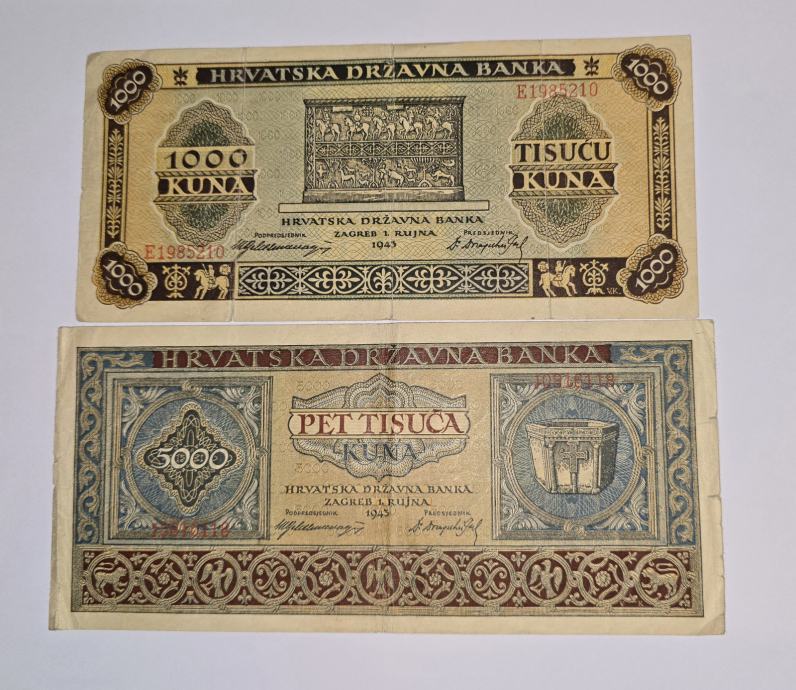 HRVATSKA DRŽAVNA BANKA
1000
1000
E1985210
1000
KUNA
TISUĆU
KUNA
HRVATSKA DRŽAVNA BANKA
PODPREDSJEDNIK
ZAGREB 1. RUJNA
PREDSJEDNIK
1943
E1985210
1000
1000
V.K.
HRVATSKA DRŽAVNA BANKA
5000
PET TISUĆA
KUNA
HRVATSKA DRŽAVNA BANKA
ZAGREB 1. RUJNA
PODPREDSJEDNIK
1943
PREDSJEDNIK